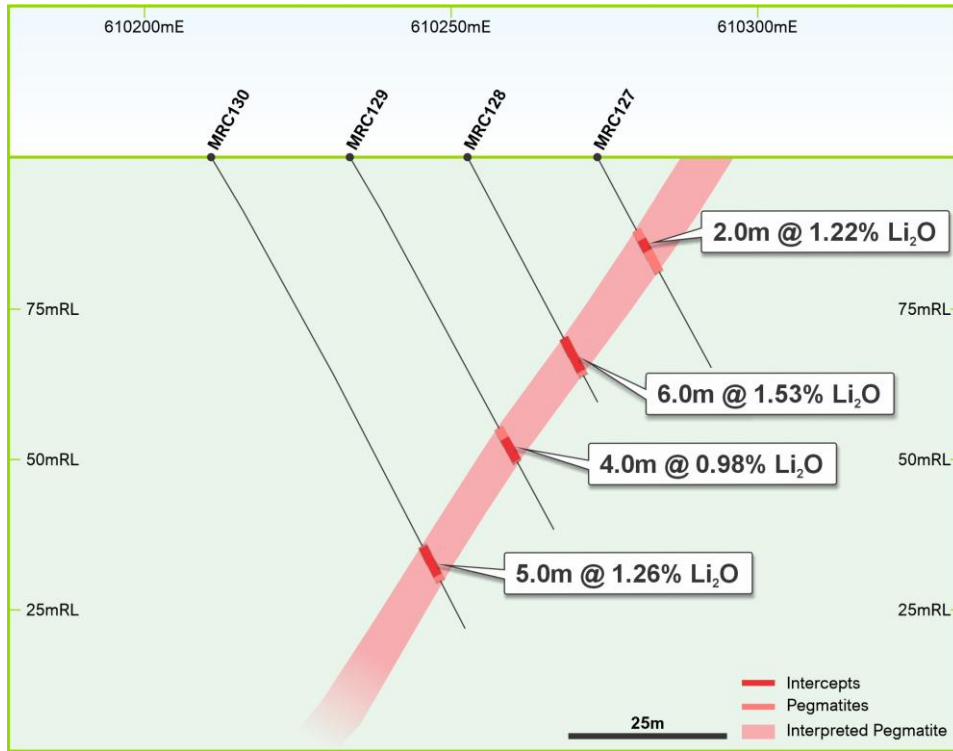 610200mE
610250mE
610300mE
MRC130
MRC129
MRC128
MRC127
2.0m @ 1.22% Li₂O
75mRL
75mRL
6.0m @ 1.53% Li₂O
50mRL
4.0m @ 0.98% Li₂O
50mRL
5.0m @ 1.26% Li₂O
25mRL
25mRL
Intercepts
Pegmatites
25m
Interpreted Pegmatite